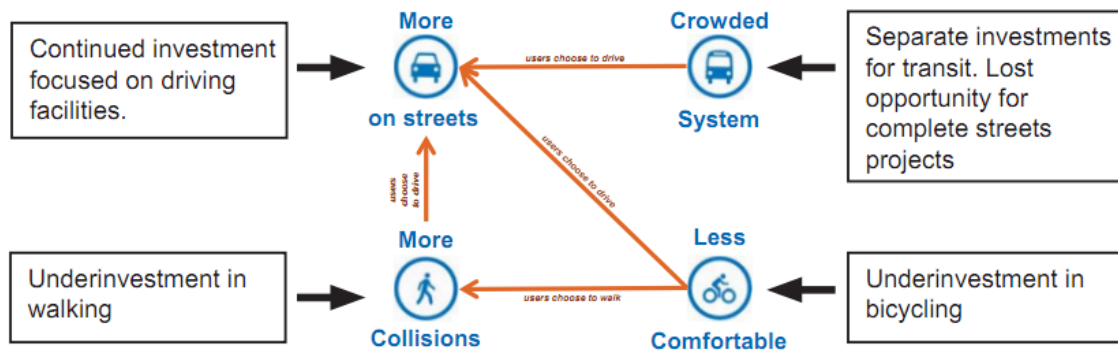 Continued investment
focused on driving
facilities.
More
on streets
users choose to drive
Crowded
System
Separate investments
for transit. Lost
opportunity for
complete streets
projects
users
choose
to drive
users choose to drive
Underinvestment in
walking
More
Collisions
users choose to walk
Less
Comfortable
Underinvestment in
bicycling